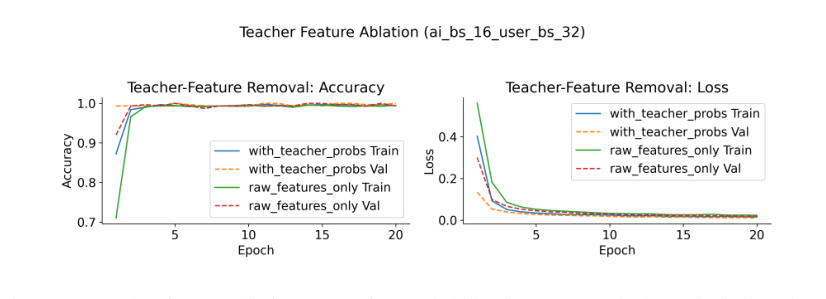 Teacher Feature Ablation (ai_bs_16_user_bs_32)
Teacher-Feature Removal: Accuracy
1.0
0.9
0.8
0.7
Accuracy
5
10
15
20
Epoch
with_teacher_probs Train
with_teacher_probs Val
raw_features_only Train
raw_features_only Val
Teacher-Feature Removal: Loss
0.4
0.2
0.0
Loss
5
10
15
20
Epoch
with_teacher_probs Train
with_teacher_probs Val
raw_features_only Train
raw_features_only Val